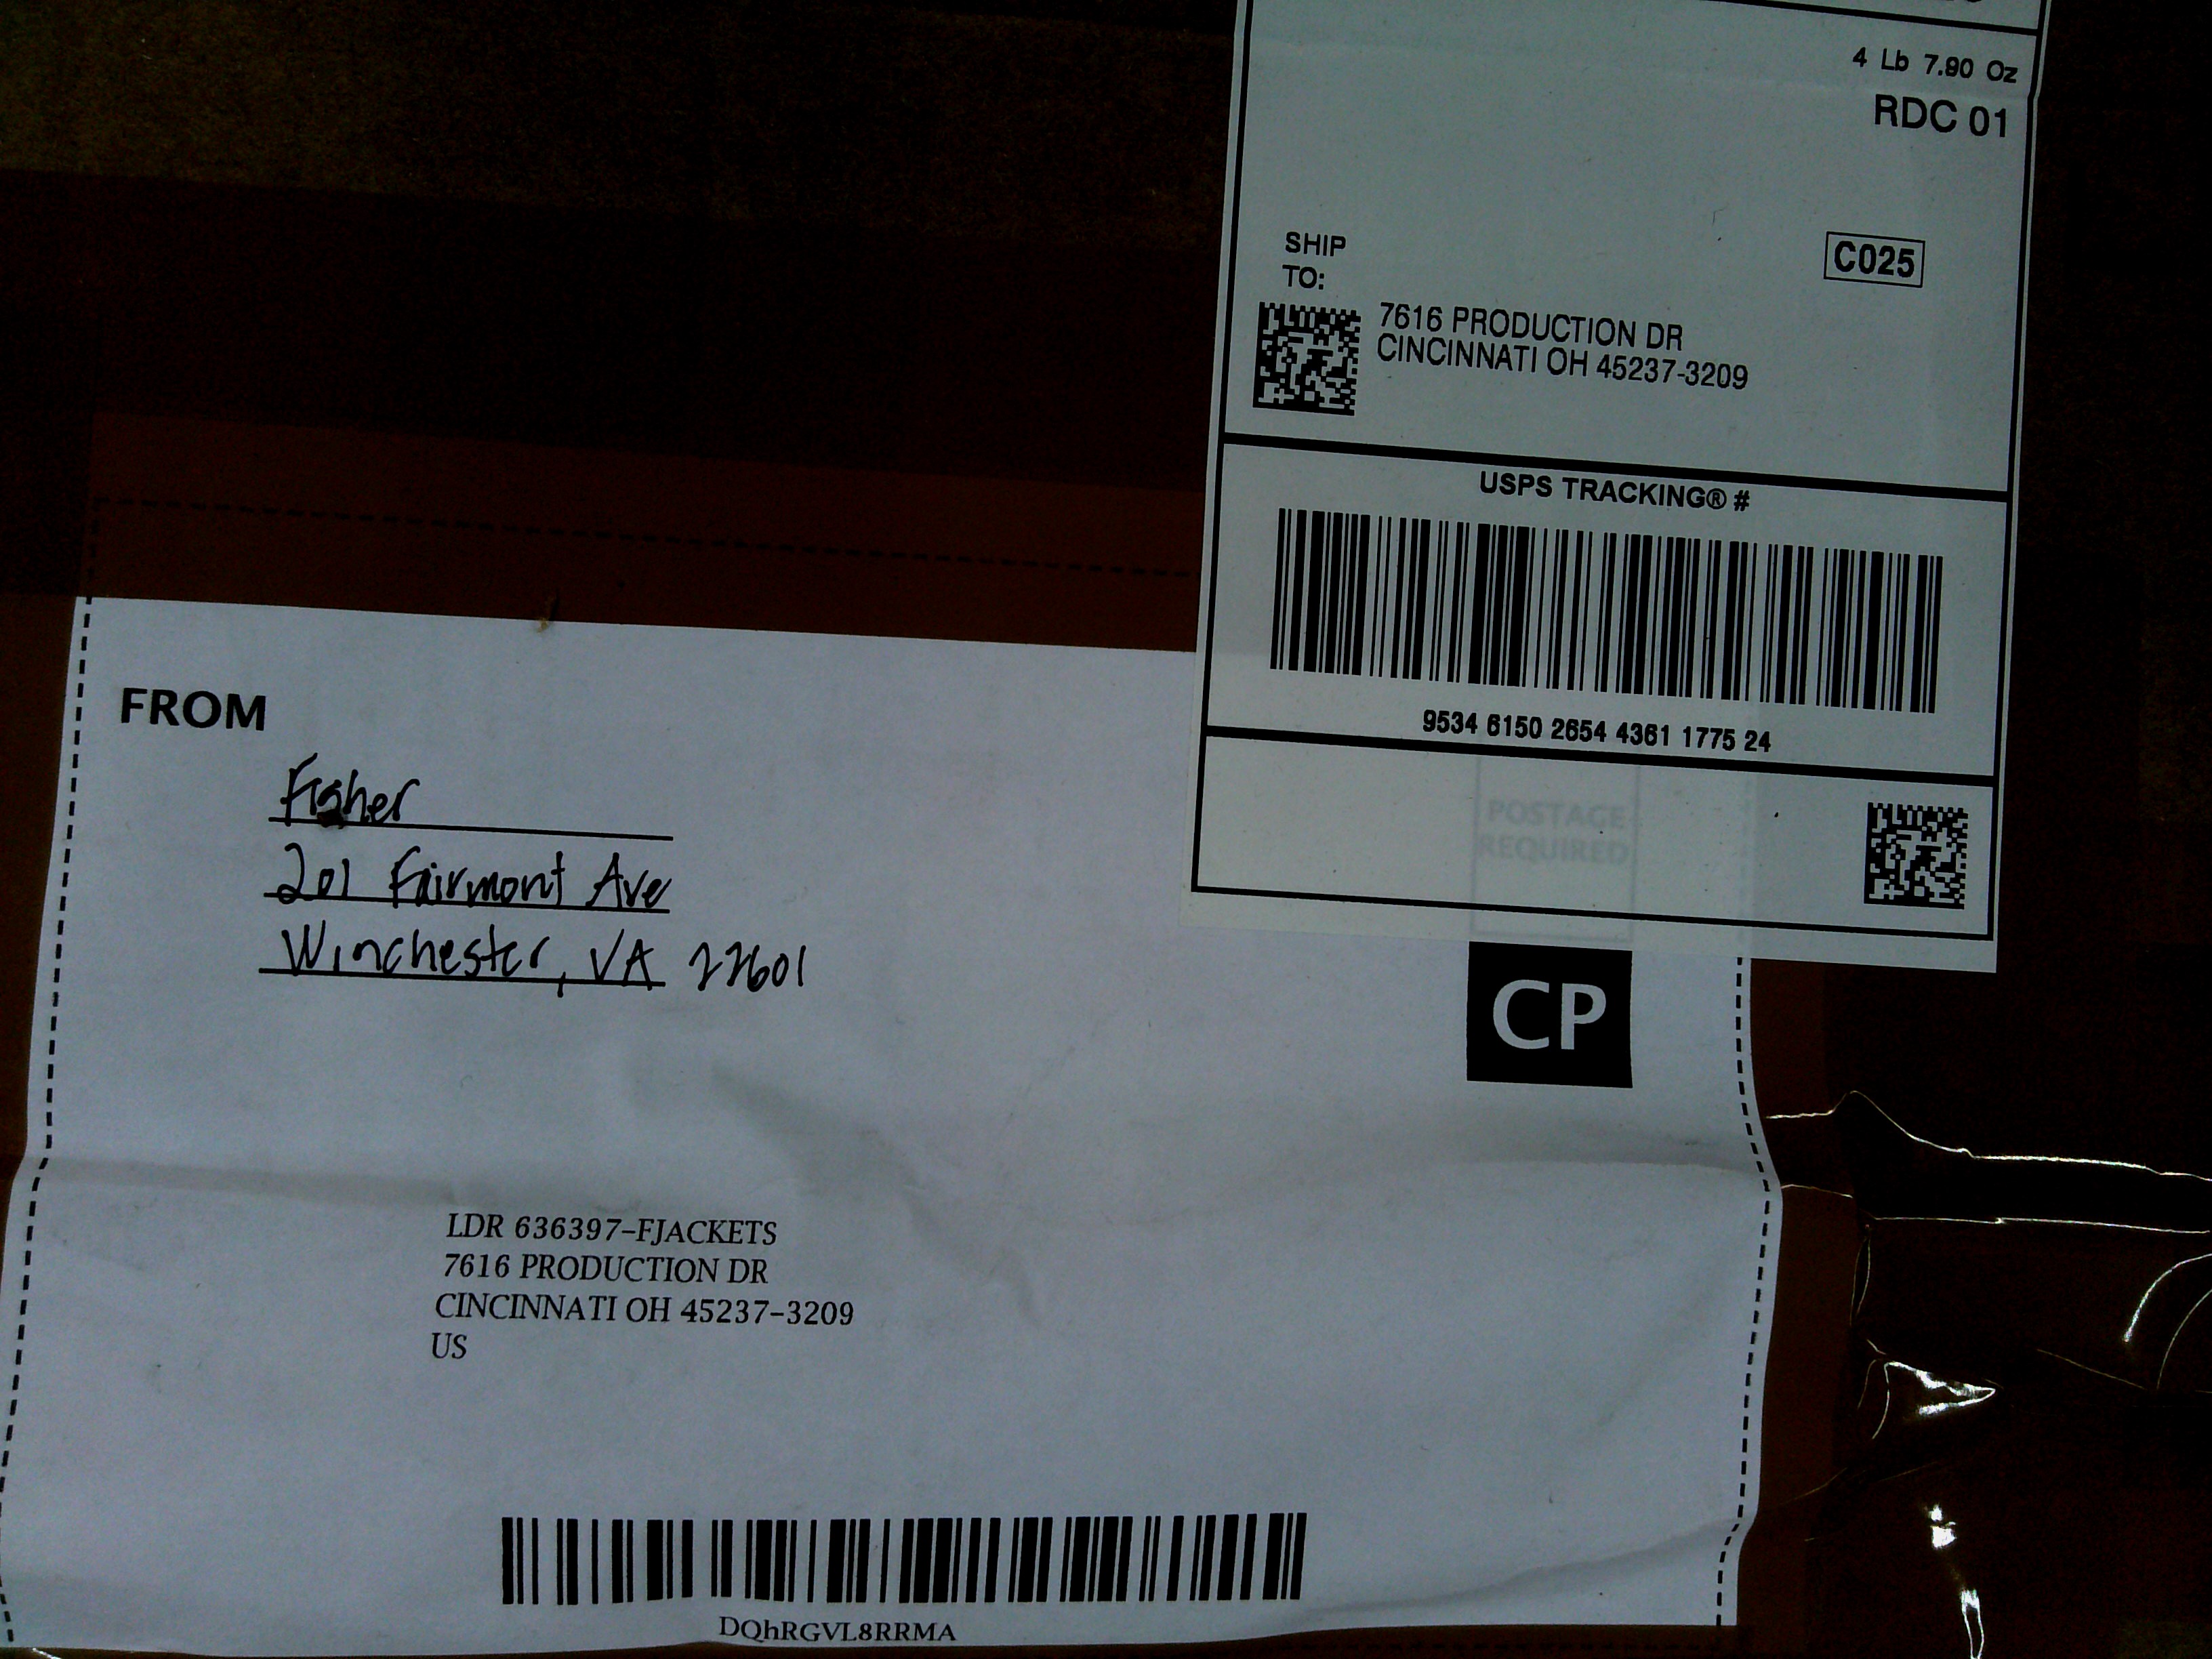 4 Lb 7.90 Oz
RDC 01
SHIP
TO:
C025
7616 PRODUCTION DR
CINCINNATI OH 45237-3209
USPS TRACKING® #
9534 6150 2654 4361 1775 24
POSTAGE
REQUIRED
CP
FROM
Fisher
201 Fairmont Ave
Winchester, VA 22601
LDR 636397-FJACKETS
7616 PRODUCTION DR
CINCINNATI OH 45237-3209
US
DQhRGVL8RRMA